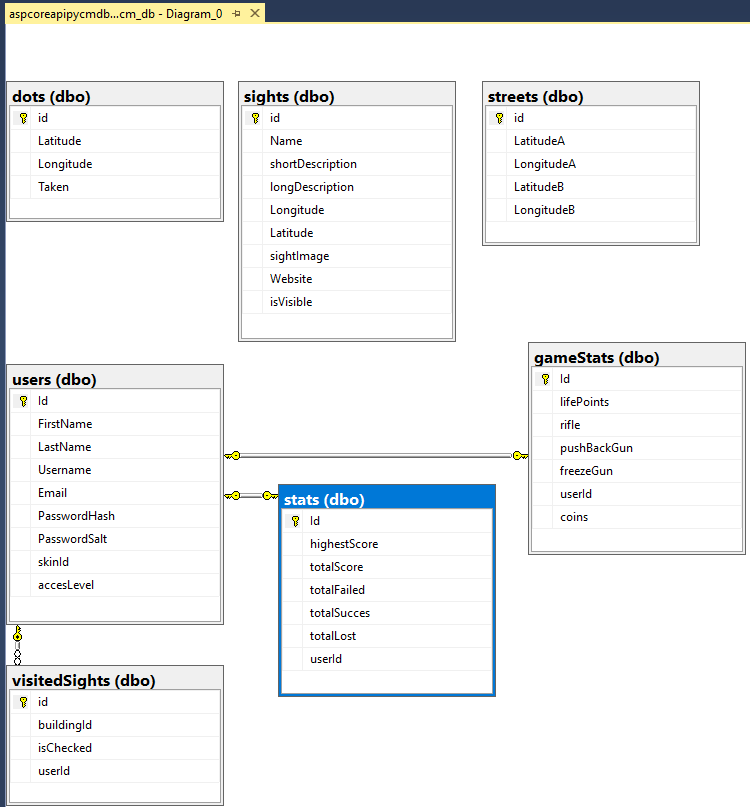 aspcoreapipycmdb...cm_db - Diagram_0
dots (dbo)
id
Latitude
Longitude
Taken
sights (dbo)
id
Name
shortDescription
longDescription
Longitude
Latitude
sightImage
Website
isVisible
streets (dbo)
id
LatitudeA
LongitudeA
LatitudeB
LongitudeB
users (dbo)
Id
FirstName
LastName
Username
Email
PasswordHash
PasswordSalt
skinId
accesLevel
gameStats (dbo)
Id
lifePoints
rifle
pushBackGun
freezeGun
userId
coins
stats (dbo)
Id
highestScore
totalScore
totalFailed
totalSucces
totalLost
userId
visitedSights (dbo)
id
buildingId
isChecked
userId